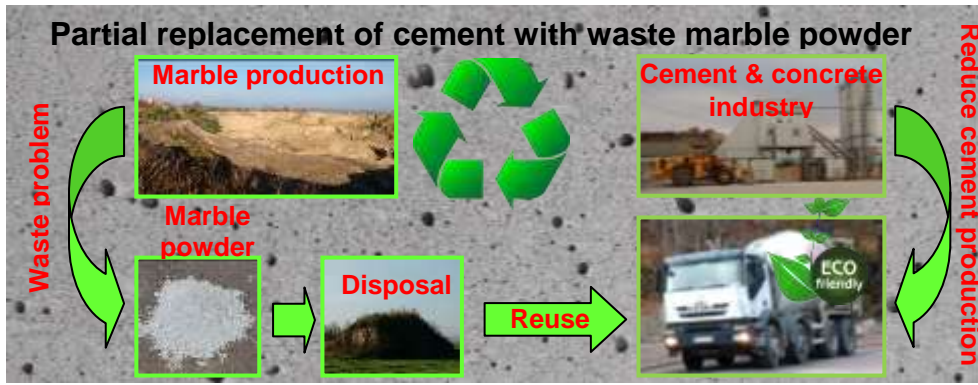 Partial replacement of cement with waste marble powder
Marble production
Cement & concrete
industry
Waste problem
Reduce cement production
Marble
powder
Disposal
Reuse
ECO
friendly